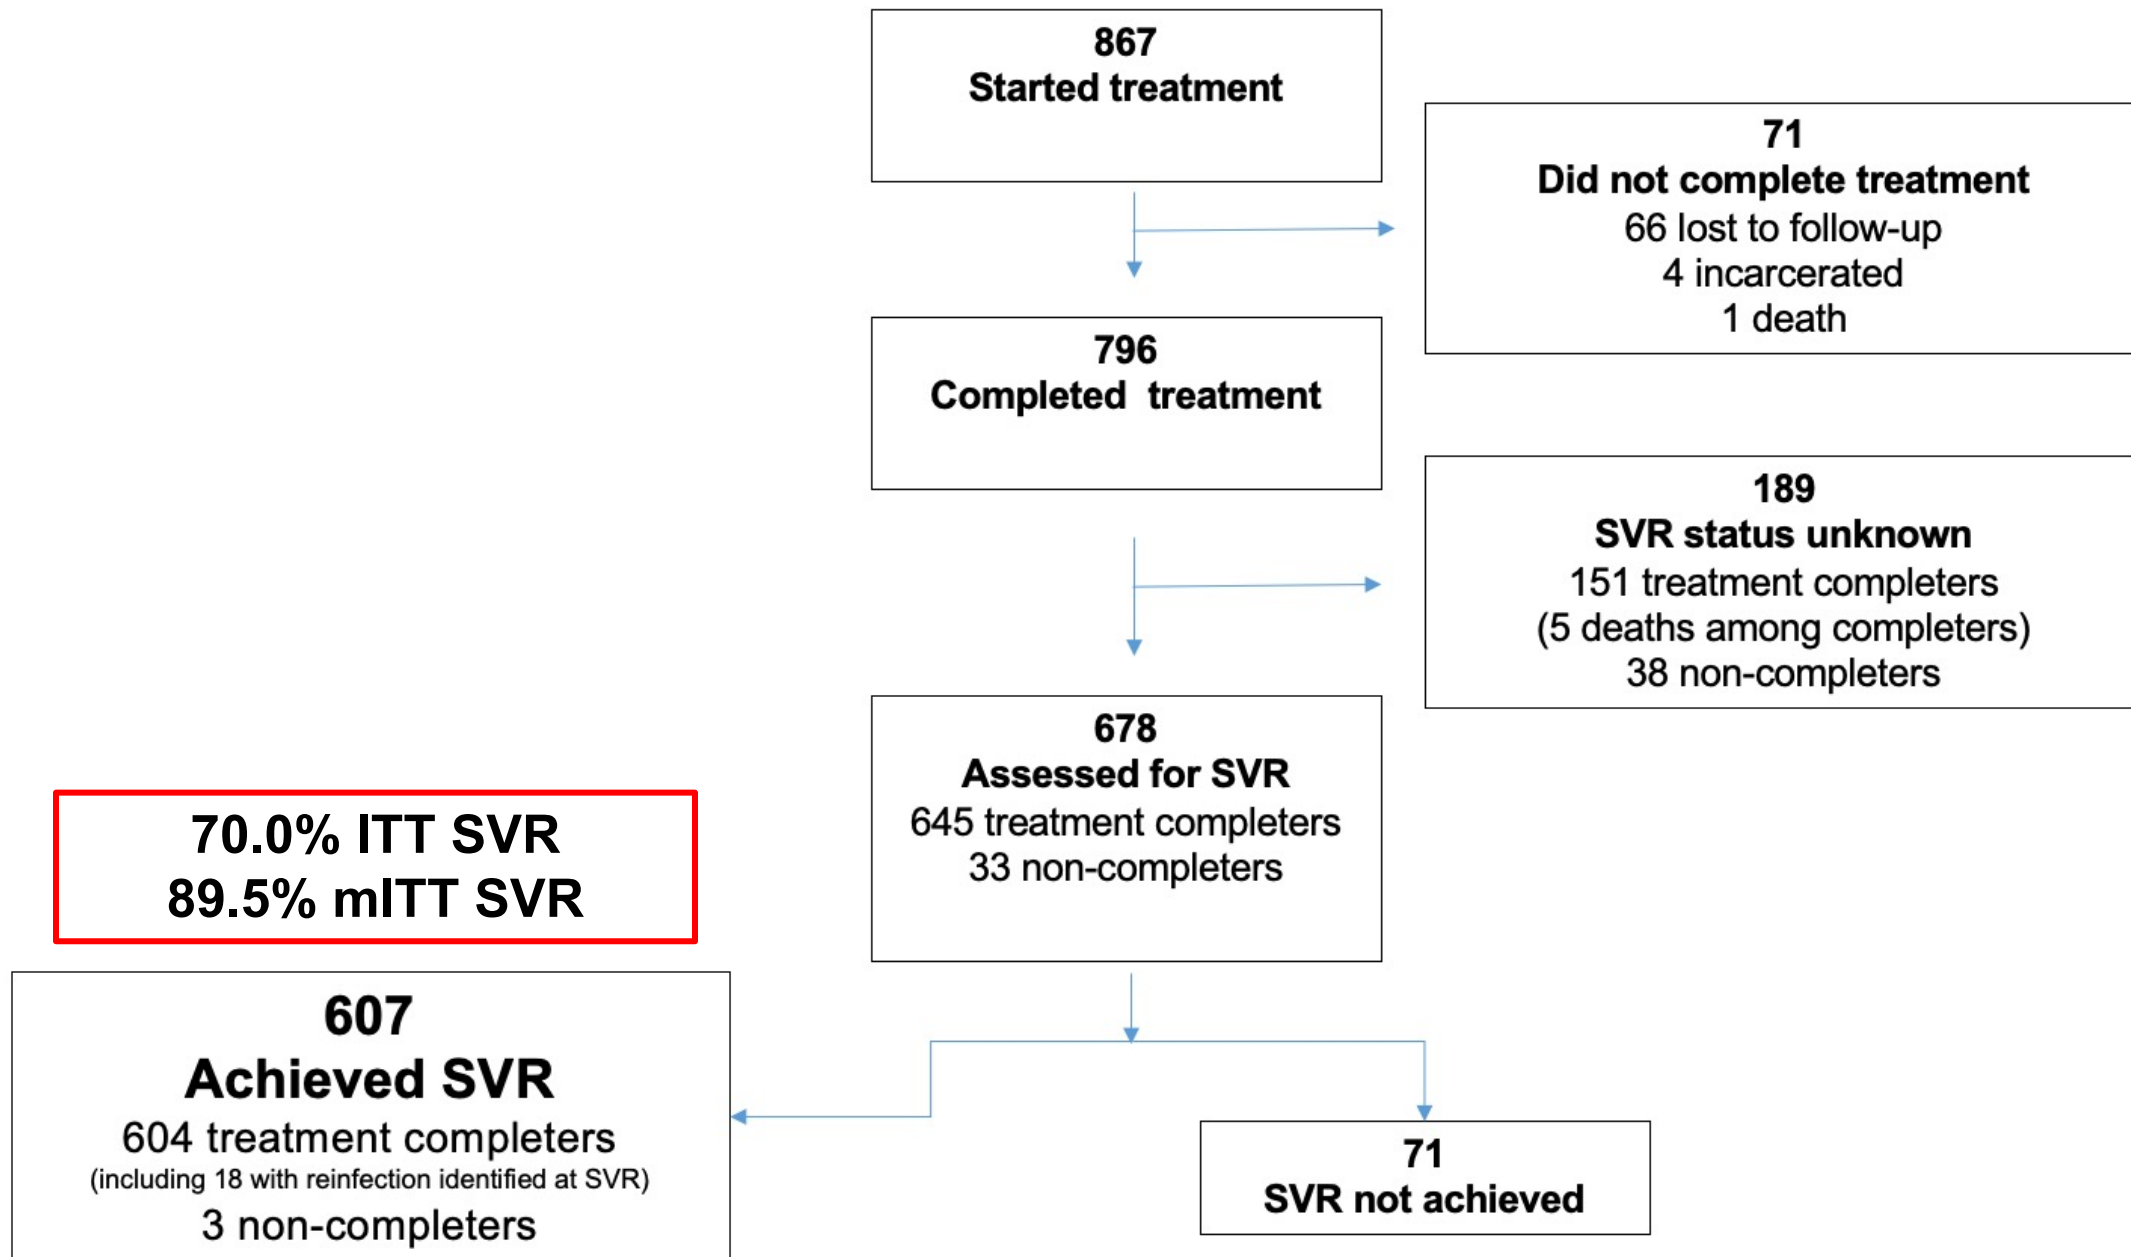 867
Started treatment
71
Did not complete treatment
66 lost to follow-up
4 incarcerated
1 death
796
Completed treatment
189
SVR status unknown
151 treatment completers
(5 deaths among completers)
38 non-completers
678
Assessed for SVR
645 treatment completers
33 non-completers
70.0% ITT SVR
89.5% mITT SVR
607
Achieved SVR
604 treatment completers
(including 18 with reinfection identified at SVR)
3 non-completers
71
SVR not achieved